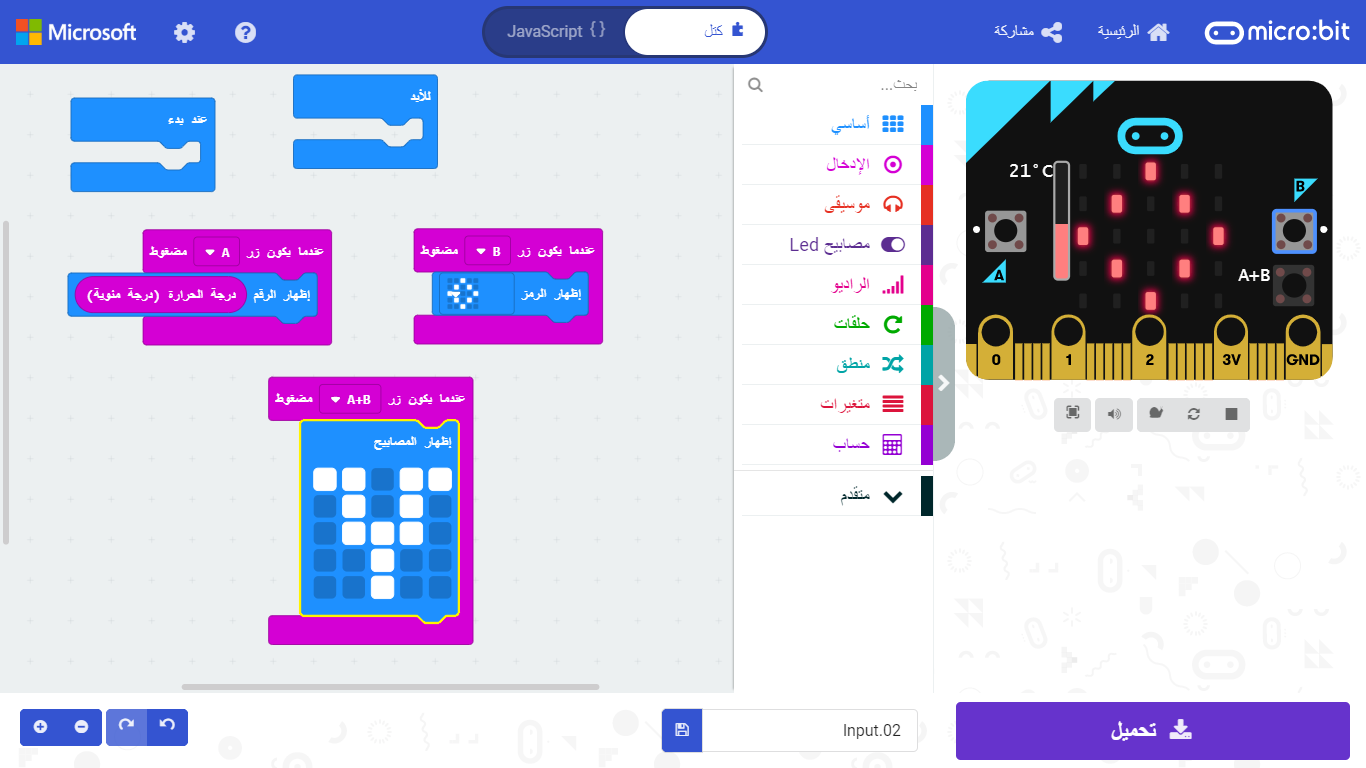 micro:bit
الرئيسية
مشاركة
كتل
JavaScript {}
Microsoft
بحث...
أساسي
الإدخال
موسيقى
مصابيح Led
الراديو
حلقات
منطق
متغيرات
حساب
متقدم
للأبد
عند بدء
عندما يكون زر B مضغوط
إظهار الرمز
عندما يكون زر A مضغوط
إظهار الرقم درجة الحرارة (درجة مئوية)
عندما يكون زر A+B مضغوط
إظهار المصابيح
21°C
B
A
A+B
0 1 2 3V GND
تحميل
Input.02